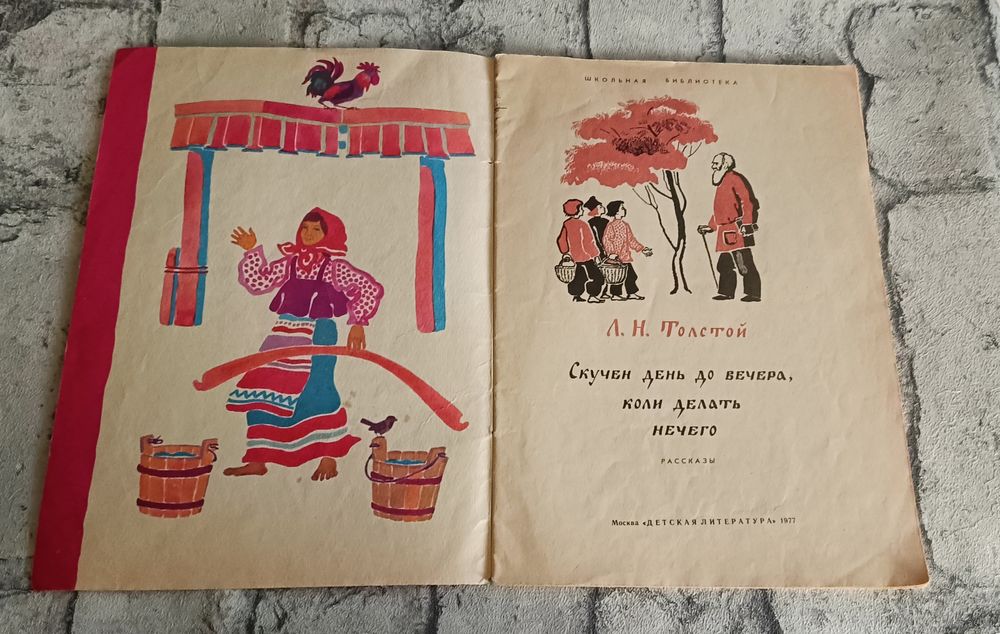 ШКОЛЬНАЯ БИБЛИОТЕКА
Л. Н. Толстой
Скучен день до вечера,
коли делать
нечего
РАССКАЗЫ
Москва «ДЕТСКАЯ ЛИТЕРАТУРА» 1977